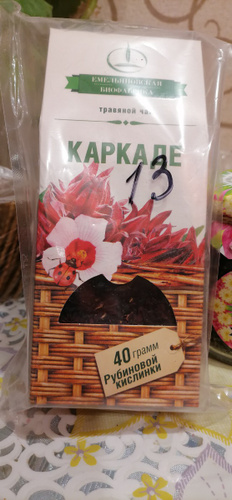 ЕМЕЛЬЯНОВСКАЯ
БИОФАБРИКА
травяной чай
КАРКАДЕ
13
40 грамм
Рубиновой
кислинки